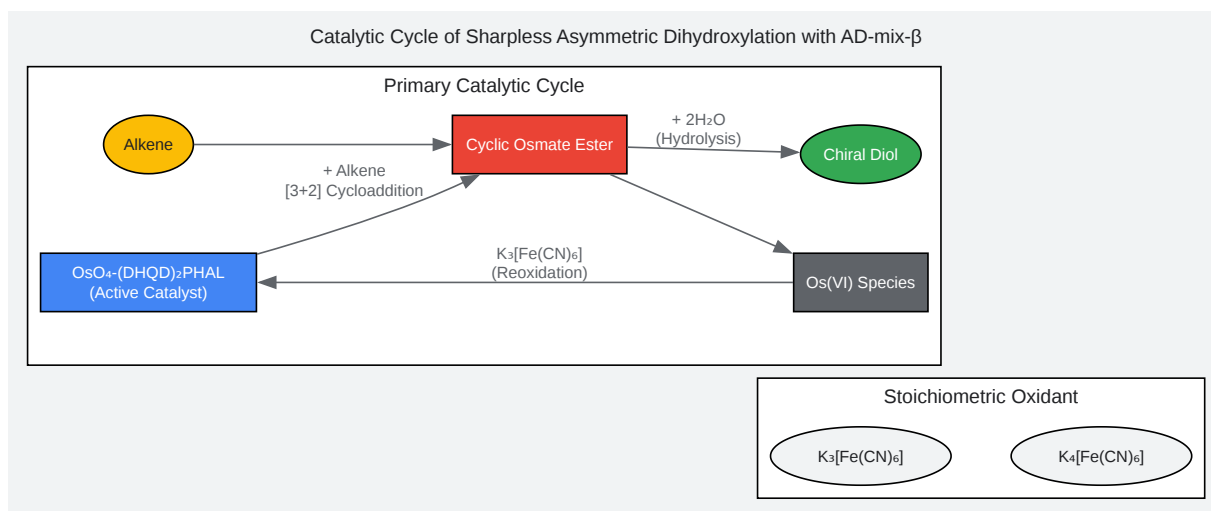 Catalytic Cycle of Sharpless Asymmetric Dihydroxylation with AD-mix-β
Primary Catalytic Cycle
Alkene
Cyclic Osmate Ester
+ 2H₂O
(Hydrolysis)
Chiral Diol
+ Alkene
[3+2] Cycloaddition
OsO₄-(DHQD)₂PHAL
(Active Catalyst)
K₃[Fe(CN)₆]
(Reoxidation)
Os(VI) Species
Stoichiometric Oxidant
K₃[Fe(CN)₆]
K₄[Fe(CN)₆]